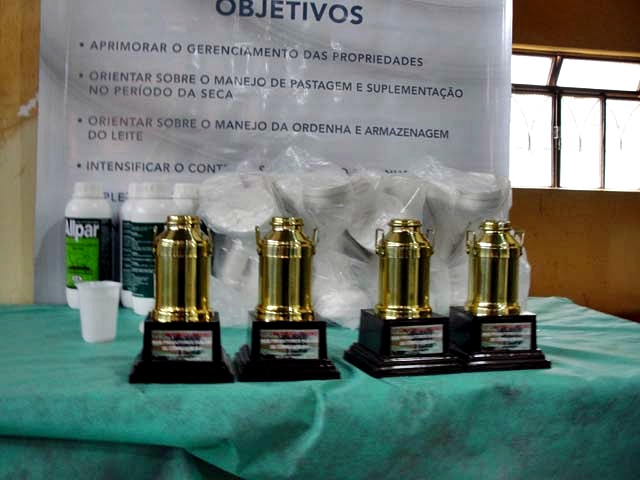 OBJETIVOS
• APRIMORAR O GERENCIAMENTO DAS PROPRIEDADES
• ORIENTAR SOBRE O MANEJO DE PASTAGEM E SUPLEMENTAÇÃO
NO PERÍODO DA SECA
• ORIENTAR SOBRE O MANEJO DA ORDENHA E ARMAZENAGEM
DO LEITE
• INTENSIFICAR O
Allpar